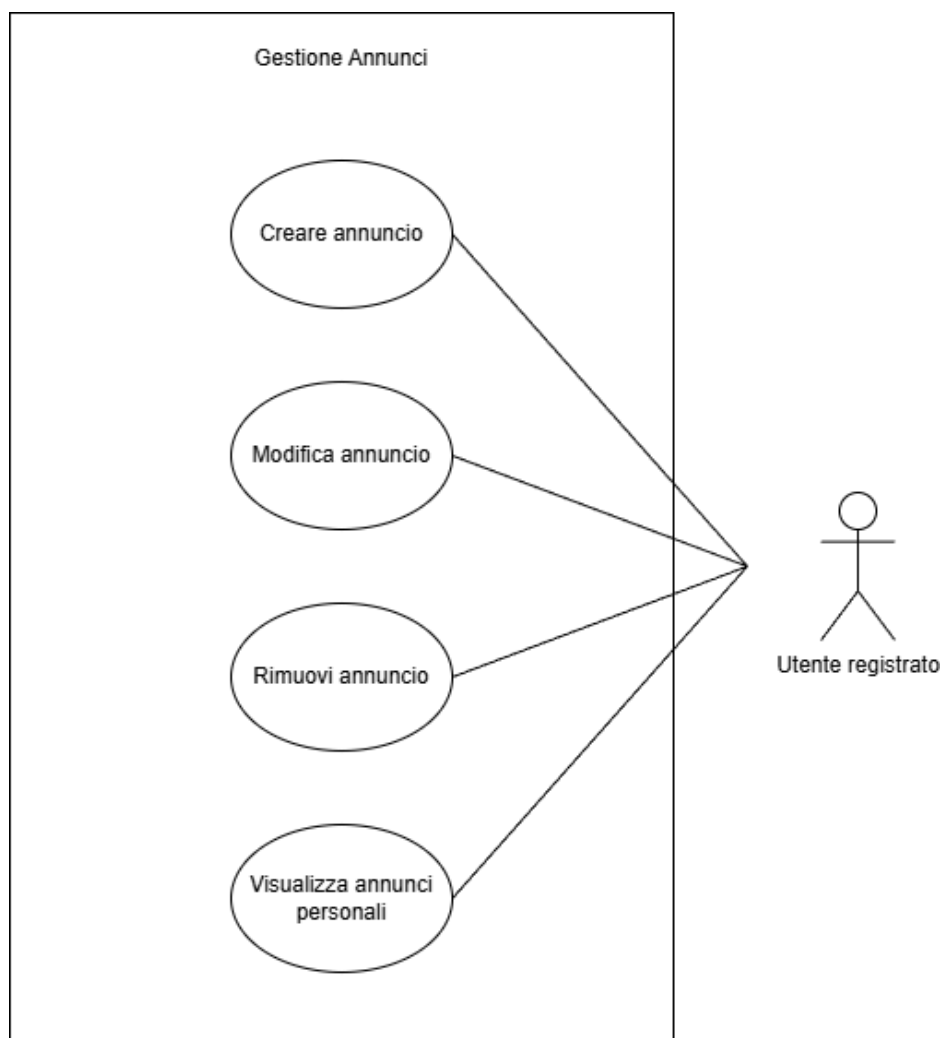 Gestione Annunci
Creare annuncio
Modifica annuncio
Rimuovi annuncio
Utente registrato
Visualizza annunci
personali